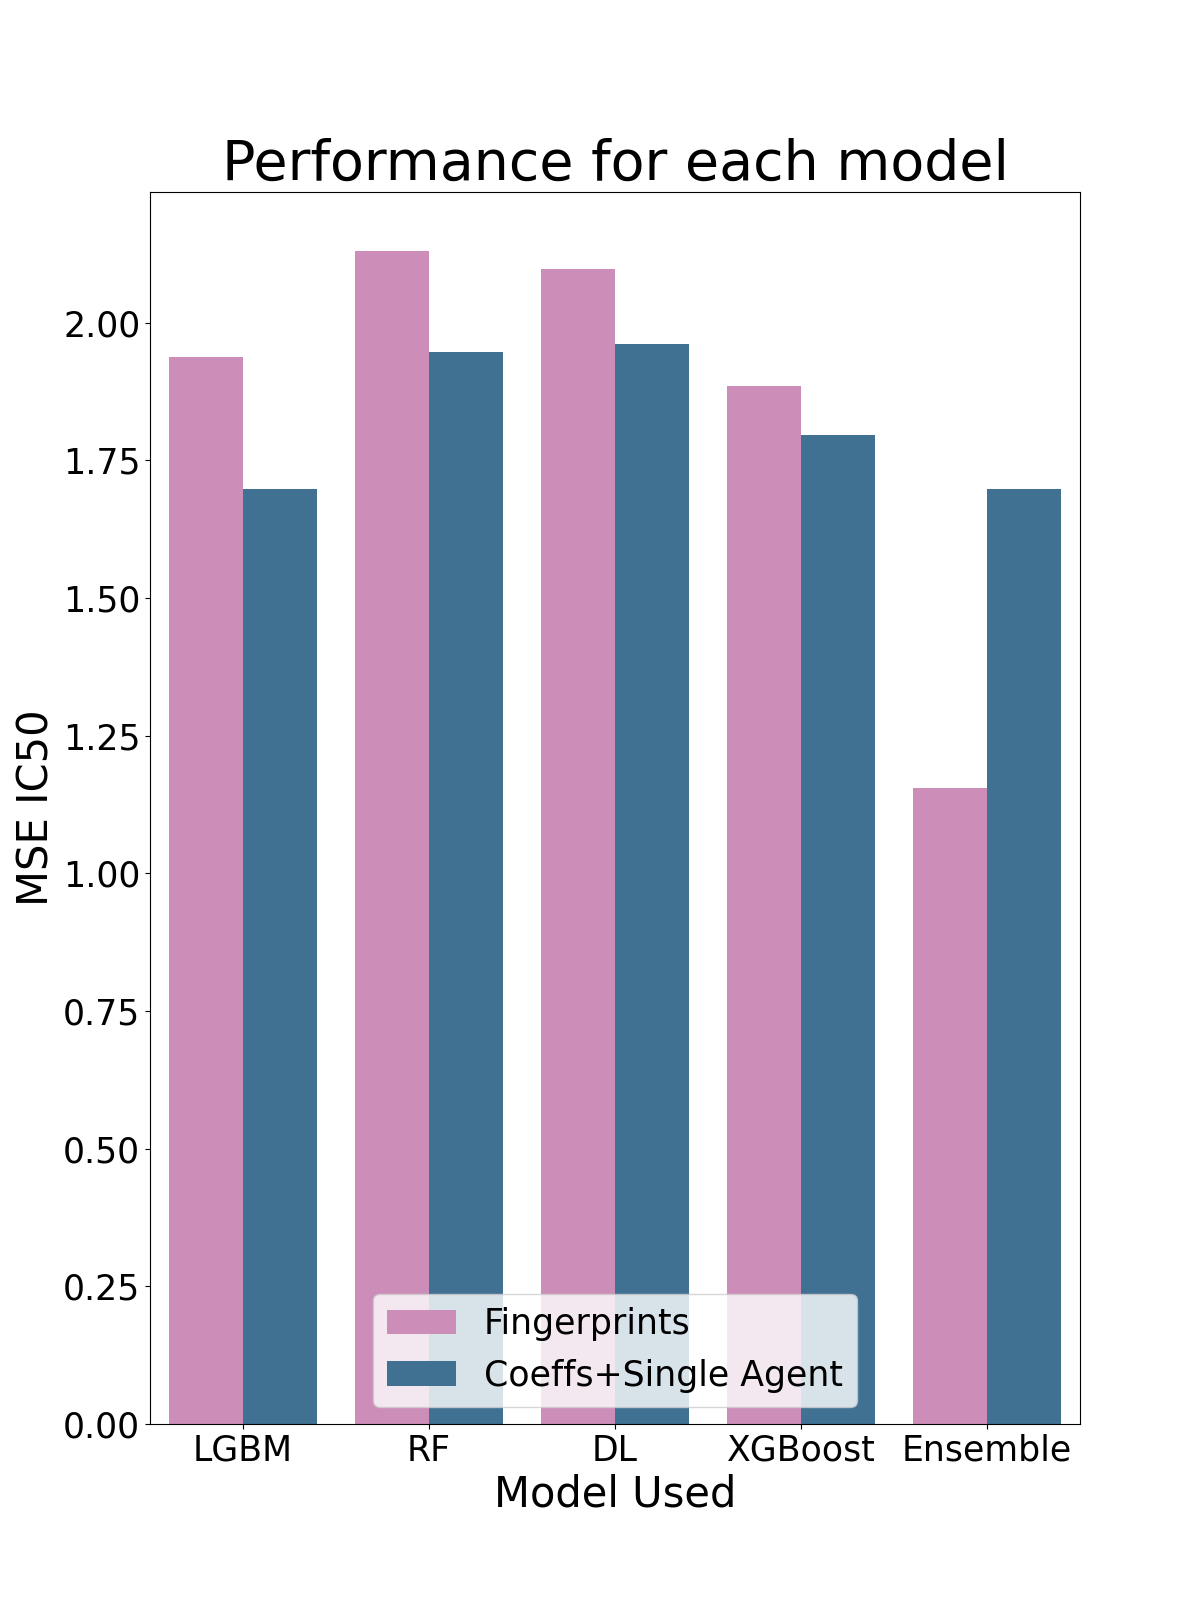 Performance for each model
MSE IC50
2.00
1.75
1.50
1.25
1.00
0.75
0.50
0.25
0.00
Fingerprints
Coeffs+Single Agent
LGBM RF DL XGBoost Ensemble
Model Used